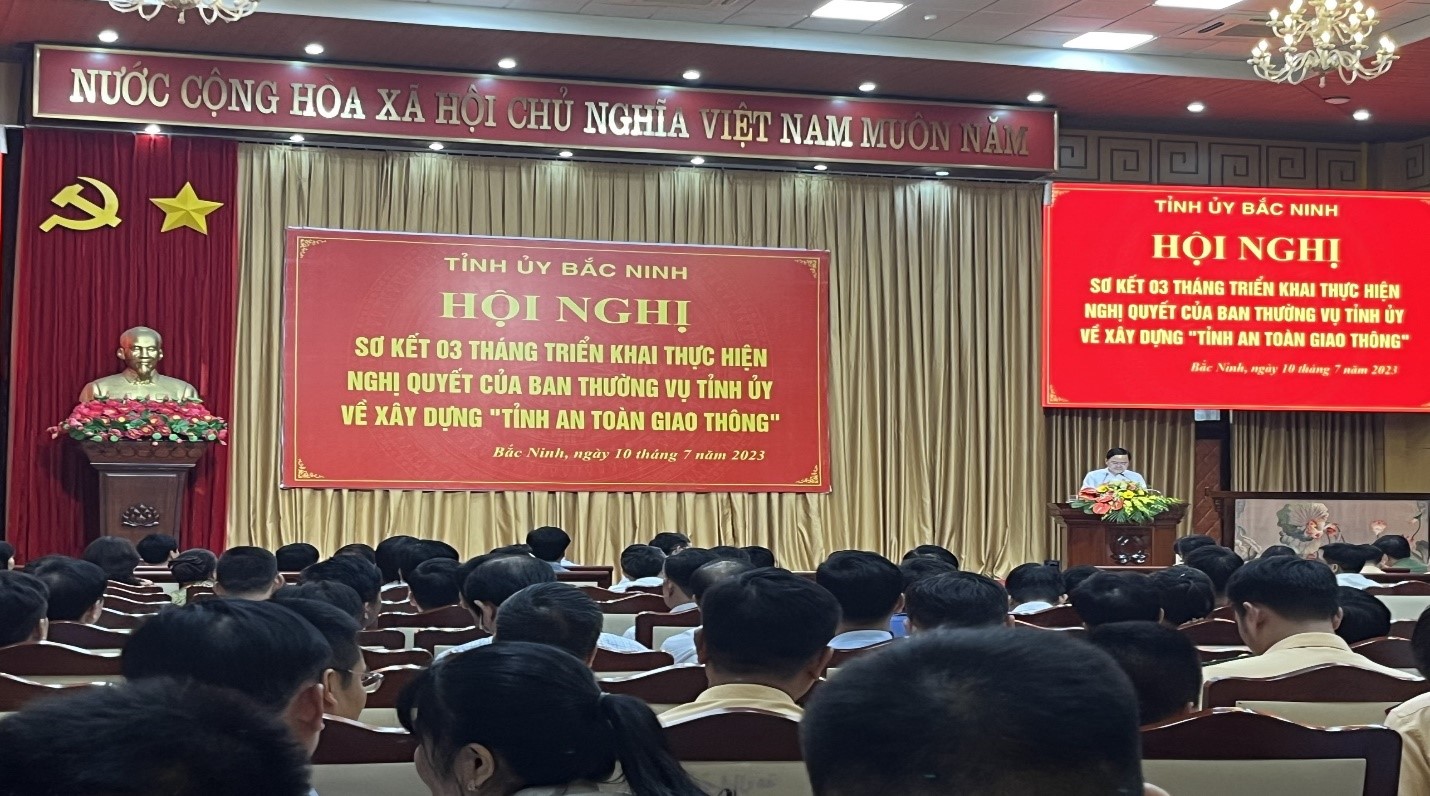 NƯỚC CỘNG HÒA XÃ HỘI CHỦ NGHĨA VIỆT NAM MUÔN NĂM
TỈNH ỦY BẮC NINH
HỘI NGHỊ
SƠ KẾT 03 THÁNG TRIỂN KHAI THỰC HIỆN
NGHỊ QUYẾT CỦA BAN THƯỜNG VỤ TỈNH ỦY
VỀ XÂY DỰNG "TỈNH AN TOÀN GIAO THÔNG"
Bắc Ninh, ngày 10 tháng 7 năm 2023
TỈNH ỦY BẮC NINH
HỘI NGHỊ
SƠ KẾT 03 THÁNG TRIỂN KHAI THỰC HIỆN
NGHỊ QUYẾT CỦA BAN THƯỜNG VỤ TỈNH ỦY
VỀ XÂY DỰNG "TỈNH AN TOÀN GIAO THÔNG"
Bắc Ninh, ngày 10 tháng 7 năm 2023